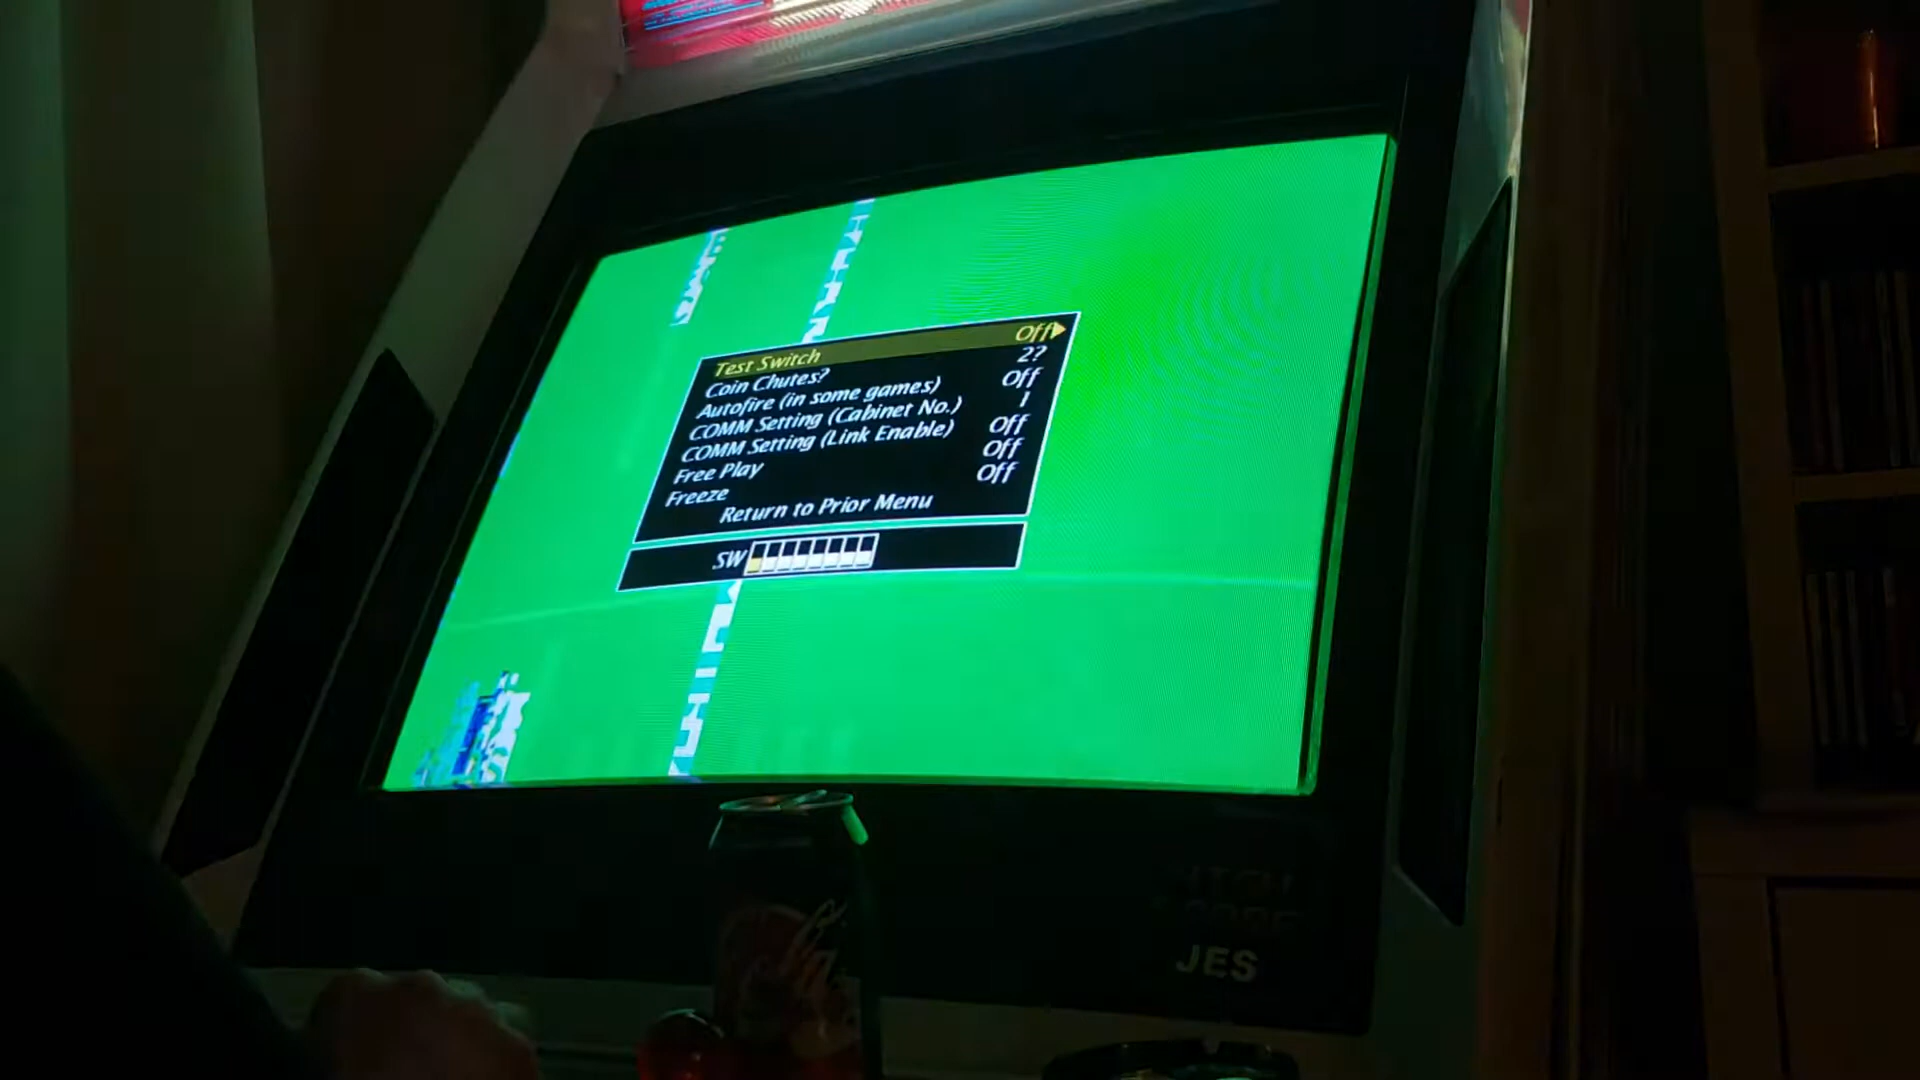 Test Switch Off
Coin Chutes? 2?
Autofire (in some games) Off
COMM Setting (Cabinet No.) 1
COMM Setting (Link Enable) Off
Free Play Off
Freeze Off
Return to Prior Menu
SW
JES